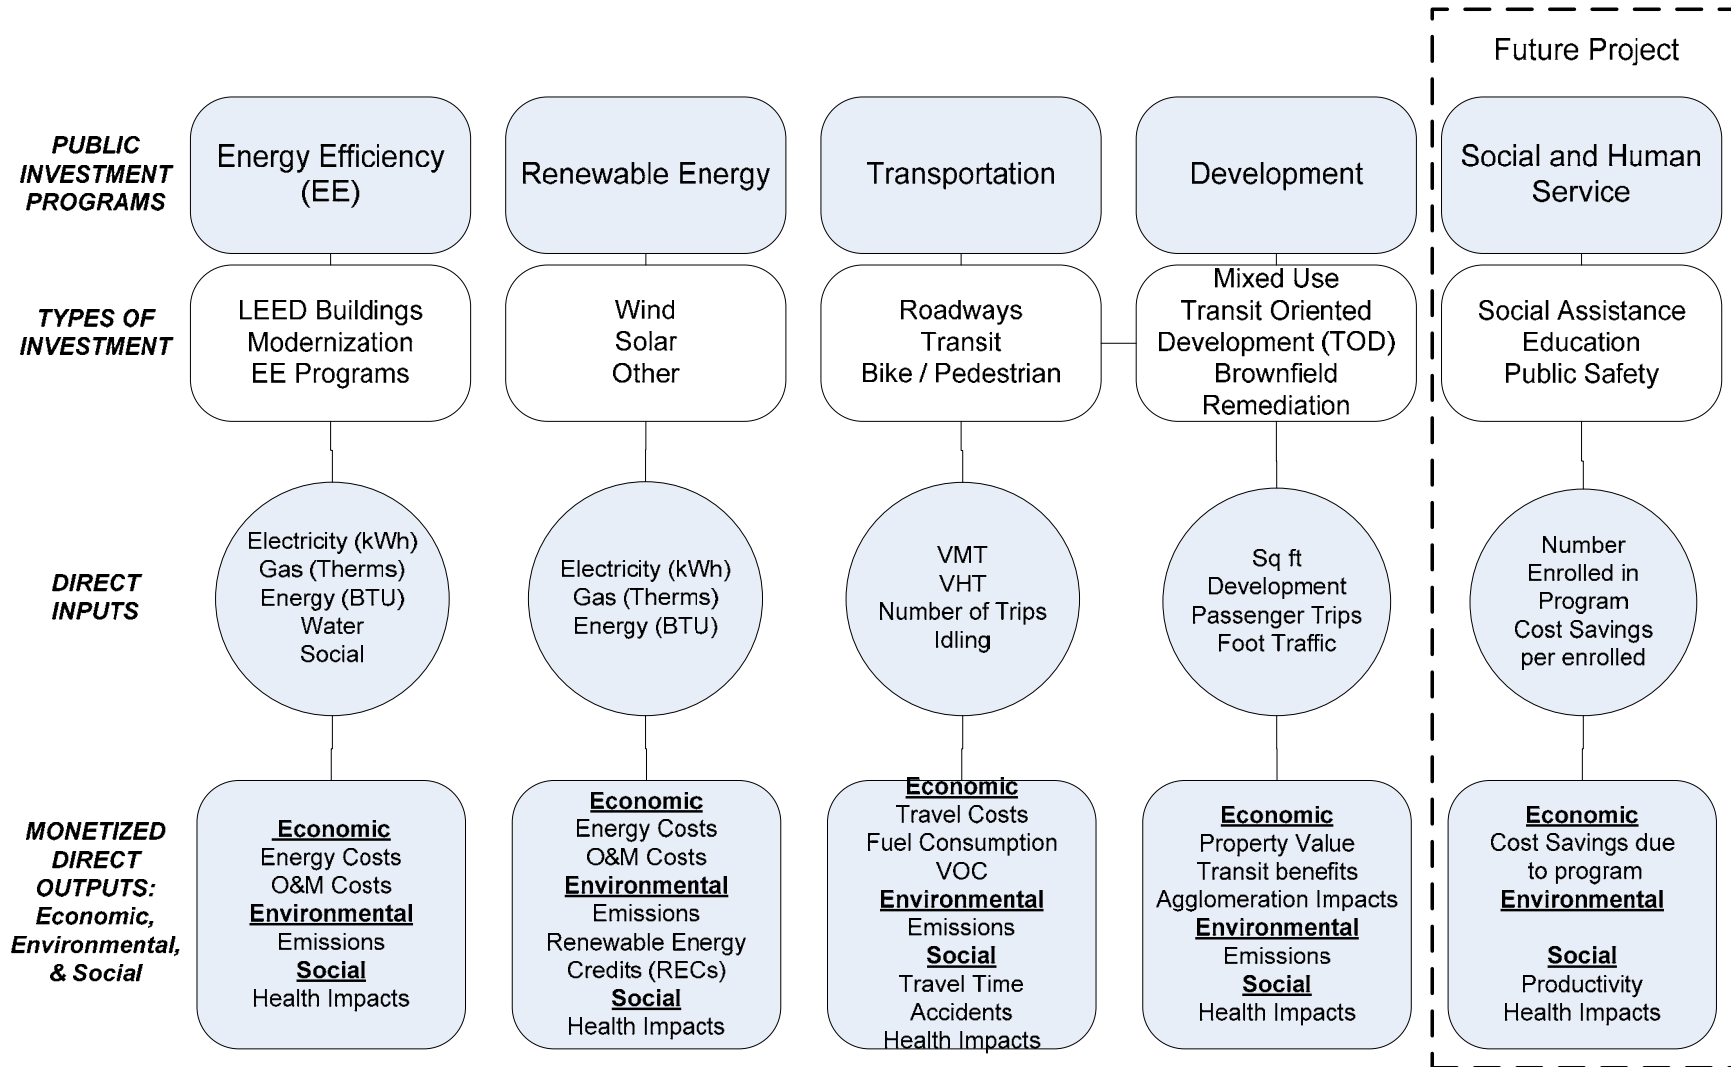 Future Project
PUBLIC
INVESTMENT
PROGRAMS
Energy Efficiency
(EE)
Renewable Energy
Transportation
Development
Social and Human
Service
TYPES OF
INVESTMENT
LEED Buildings
Modernization
EE Programs
Wind
Solar
Other
Roadways
Transit
Bike / Pedestrian
Mixed Use
Transit Oriented
Development (TOD)
Brownfield
Remediation
Social Assistance
Education
Public Safety
DIRECT
INPUTS
Electricity (kWh)
Gas (Therms)
Energy (BTU)
Water
Social
Electricity (kWh)
Gas (Therms)
Energy (BTU)
VMT
VHT
Number of Trips
Idling
Sq ft
Development
Passenger Trips
Foot Traffic
Number
Enrolled in
Program
Cost Savings
per enrolled
MONETIZED
DIRECT
OUTPUTS:
Economic,
Environmental,
& Social
Economic
Energy Costs
O&M Costs
Environmental
Emissions
Social
Health Impacts
Economic
Energy Costs
O&M Costs
Environmental
Emissions
Renewable Energy
Credits (RECs)
Social
Health Impacts
Economic
Travel Costs
Fuel Consumption
VOC
Environmental
Emissions
Social
Travel Time
Accidents
Health Impacts
Economic
Property Value
Transit benefits
Agglomeration Impacts
Environmental
Emissions
Social
Health Impacts
Economic
Cost Savings due
to program
Environmental
Social
Productivity
Health Impacts